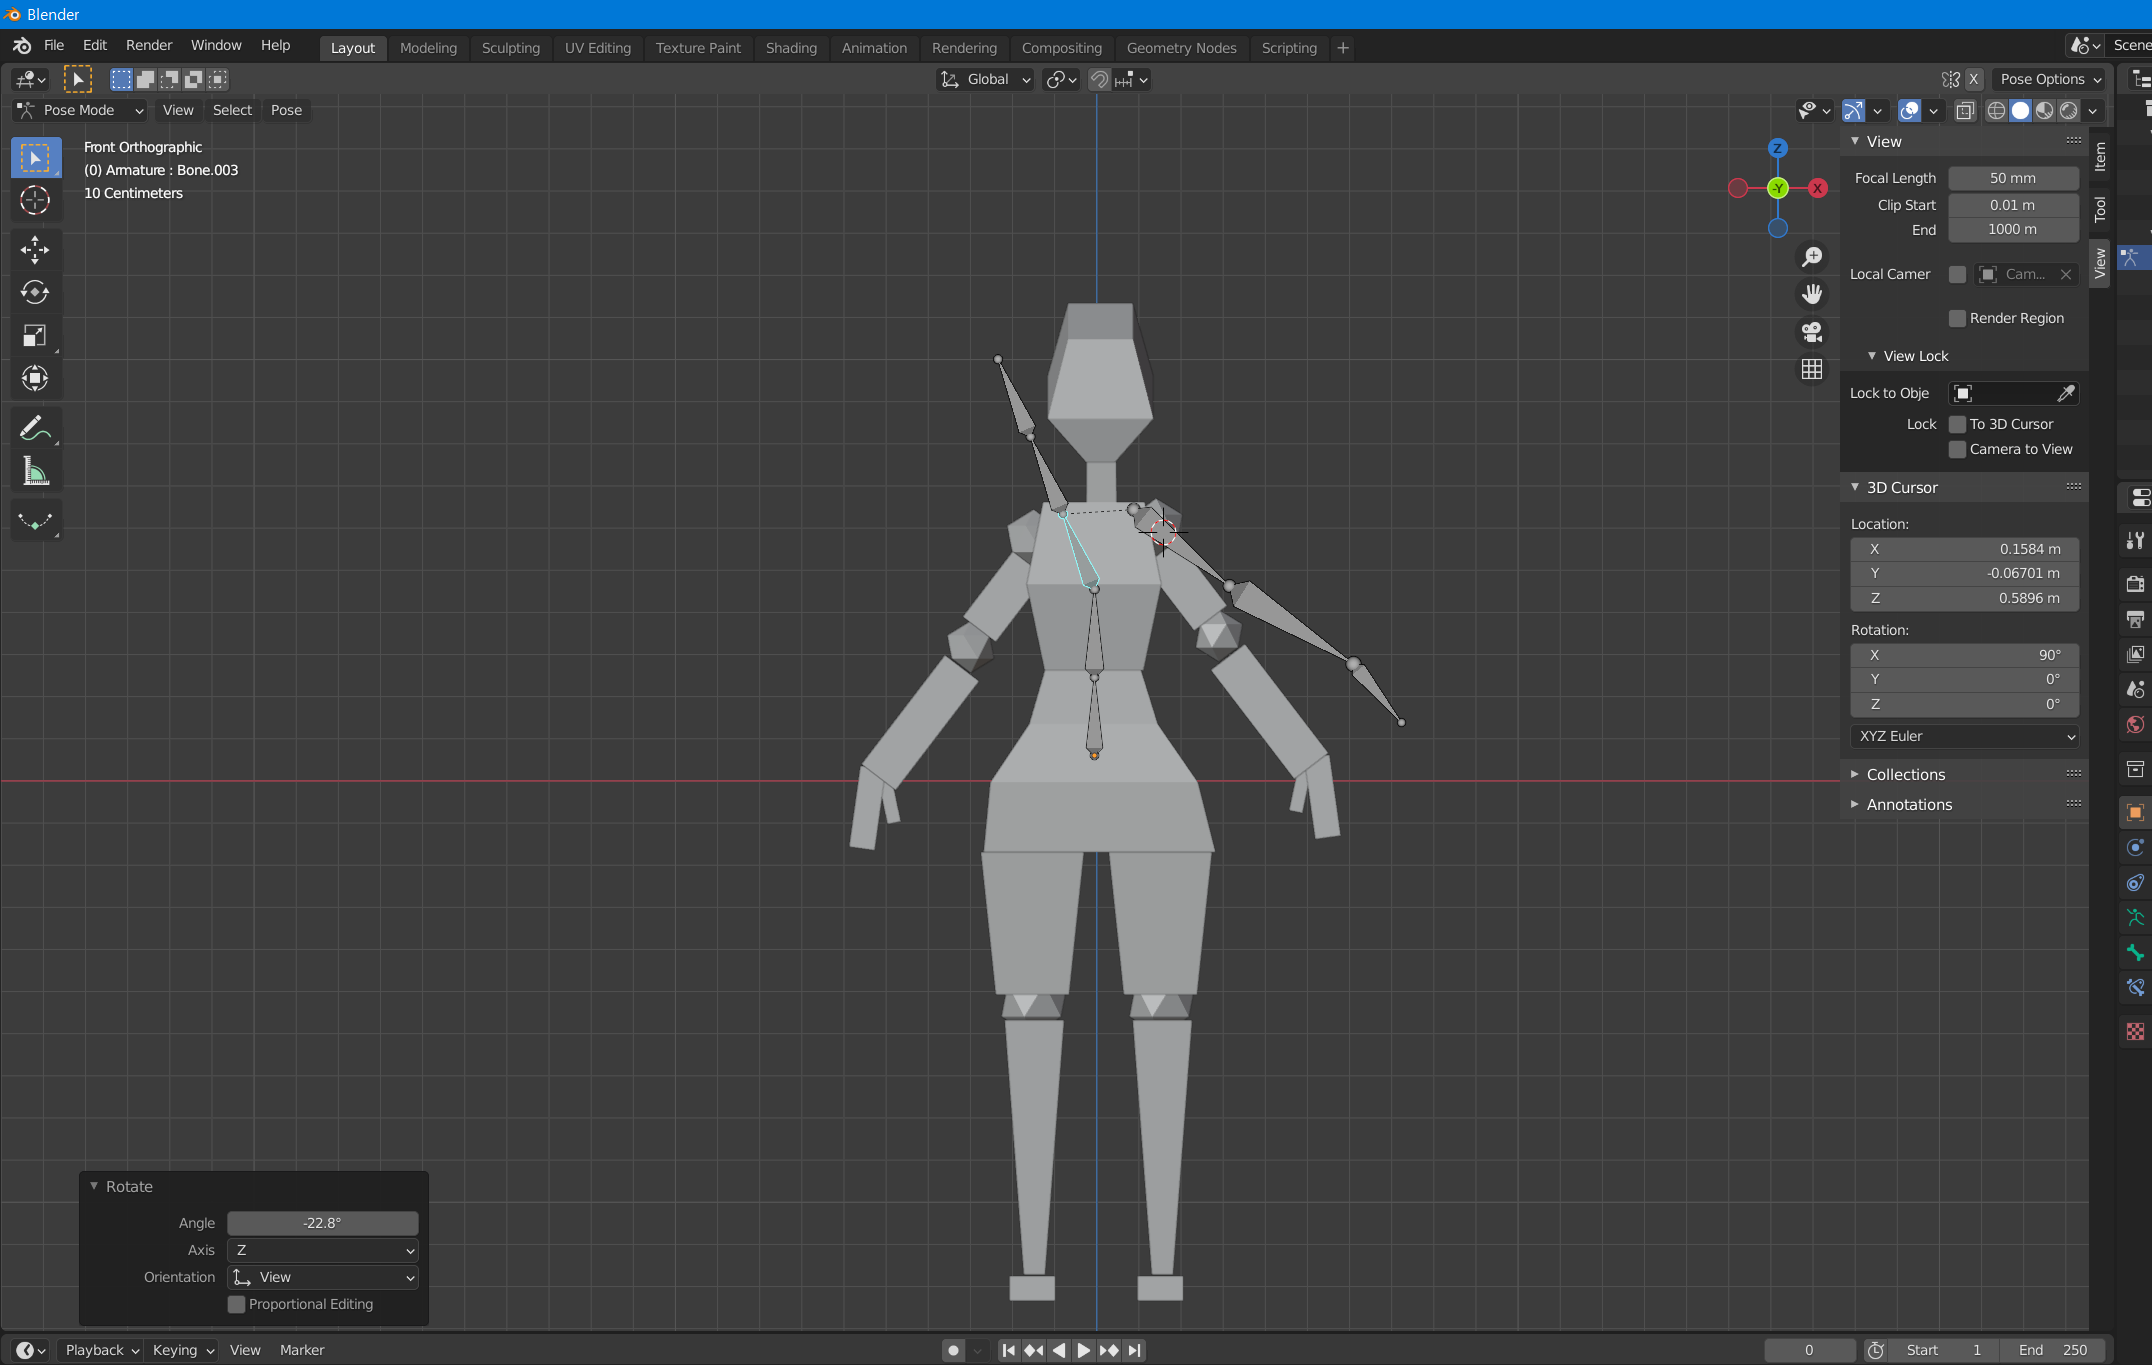 Blender
File Edit Render Window Help
Layout Modeling Sculpting UV Editing Texture Paint Shading Animation Rendering Compositing Geometry Nodes Scripting +
Scene
Global
X Pose Options
Pose Mode View Select Pose
Front Orthographic
(0) Armature : Bone.003
10 Centimeters
Z
-Y
X
View
Focal Length 50 mm
Clip Start 0.01 m
End 1000 m
Local Camer Cam...
Render Region
View Lock
Lock to Obje
Lock To 3D Cursor
Camera to View
3D Cursor
Location:
X 0.1584 m
Y -0.06701 m
Z 0.5896 m
Rotation:
X 90°
Y 0°
Z 0°
XYZ Euler
Collections
Annotations
Item
Tool
View
Rotate
Angle -22.8°
Axis Z
Orientation View
Proportional Editing
Playback Keying View Marker
0 Start 1 End 250